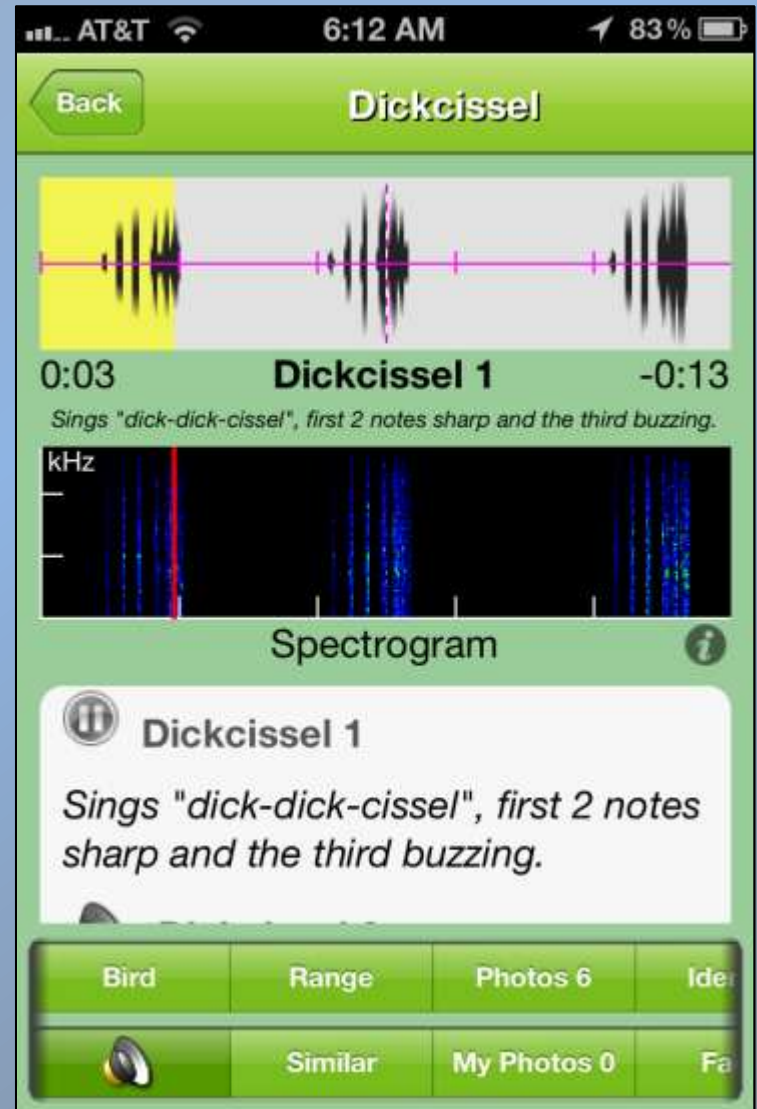 AT&T 6:12 AM 83%
Back Dickcissel
0:03 Dickcissel 1 -0:13
Sings "dick-dick-cissel", first 2 notes sharp and the third buzzing.
kHz
Spectrogram i
Dickcissel 1
Sings "dick-dick-cissel", first 2 notes
sharp and the third buzzing.
Bird Range Photos 6
Similar My Photos 0